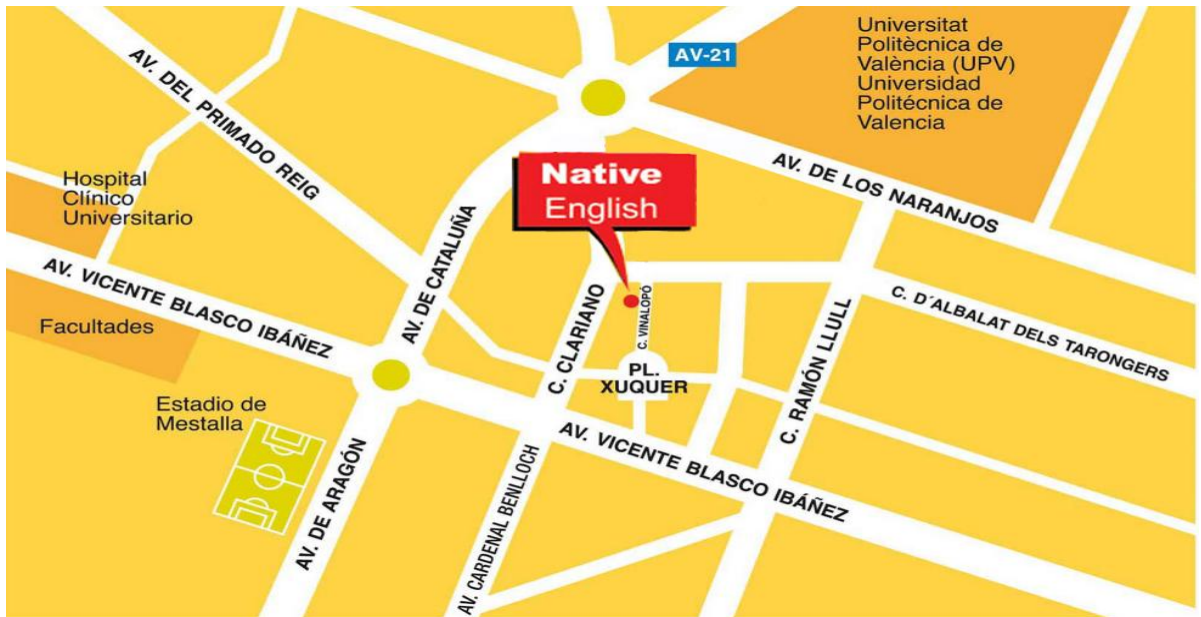 Universitat
Politècnica de
València (UPV)
Universidad
Politécnica de
Valencia
AV-21
AV. DEL PRIMADO REIG
Native
English
AV. DE LOS NARANJOS
Hospital
Clínico
Universitario
AV. DE CATALUÑA
AV. VICENTE BLASCO IBÁÑEZ
C. CLARIANO
C. VINALOPÓ
C. RAMÓN LLULL
C. D´ALBALAT DELS TARONGERS
Facultades
PL.
XUQUER
Estadio de
Mestalla
AV. DE ARAGÓN
AV. CARDENAL BENLLOCH
AV. VICENTE BLASCO IBÁÑEZ